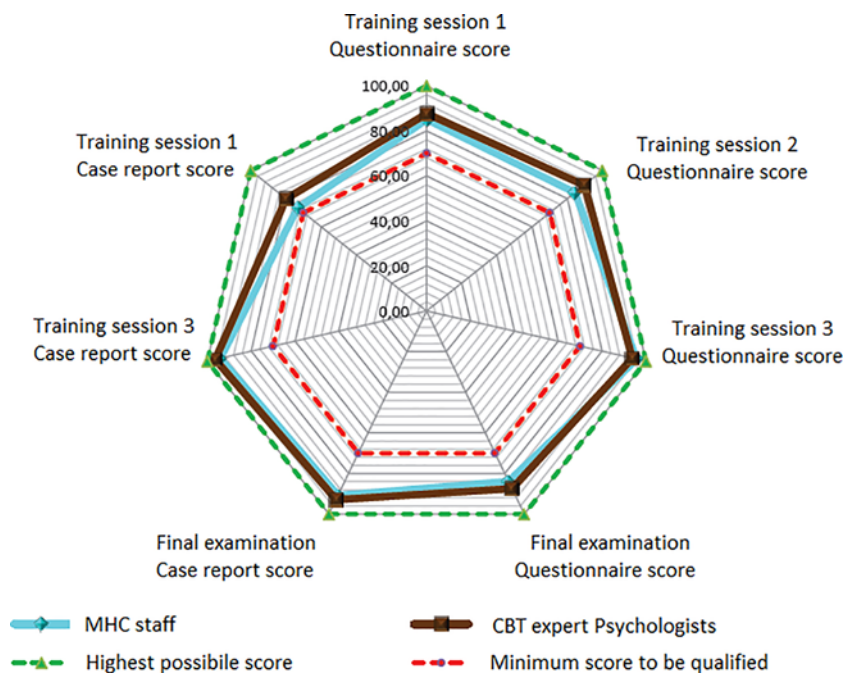 Training session 1
Questionnaire score
100,00
80,00
60,00
40,00
20,00
0,00
Training session 2
Questionnaire score
Training session 3
Questionnaire score
Final examination
Questionnaire score
Final examination
Case report score
Training session 3
Case report score
Training session 1
Case report score
MHC staff
CBT expert Psychologists
Highest possibile score
Minimum score to be qualified